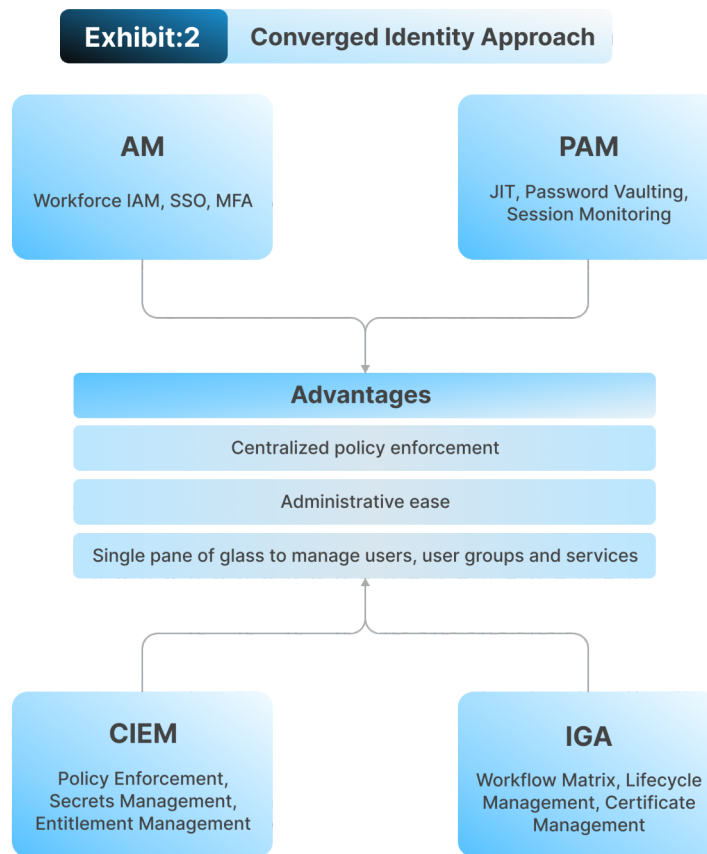 Exhibit:2
Converged Identity Approach
AM
Workforce IAM, SSO, MFA
PAM
JIT, Password Vaulting,
Session Monitoring
Advantages
Centralized policy enforcement
Administrative ease
Single pane of glass to manage users, user groups and services
CIEM
Policy Enforcement,
Secrets Management,
Entitlement Management
IGA
Workflow Matrix, Lifecycle
Management, Certificate
Management